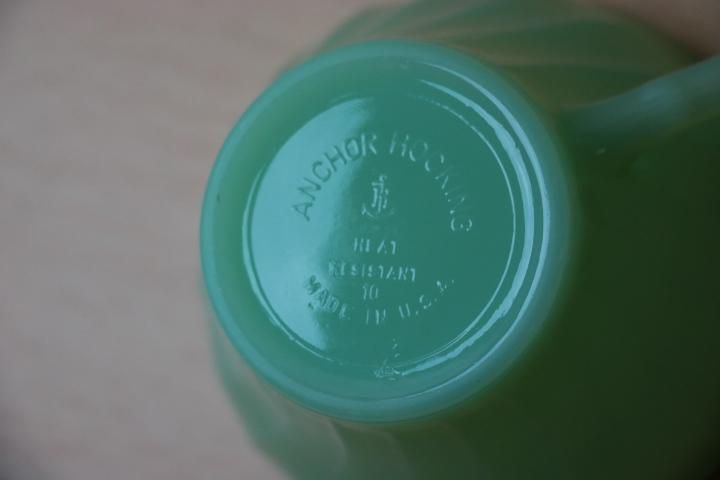 ANCHOR HOCKING
HEAT
RESISTANT
10
MADE IN U.S.A.